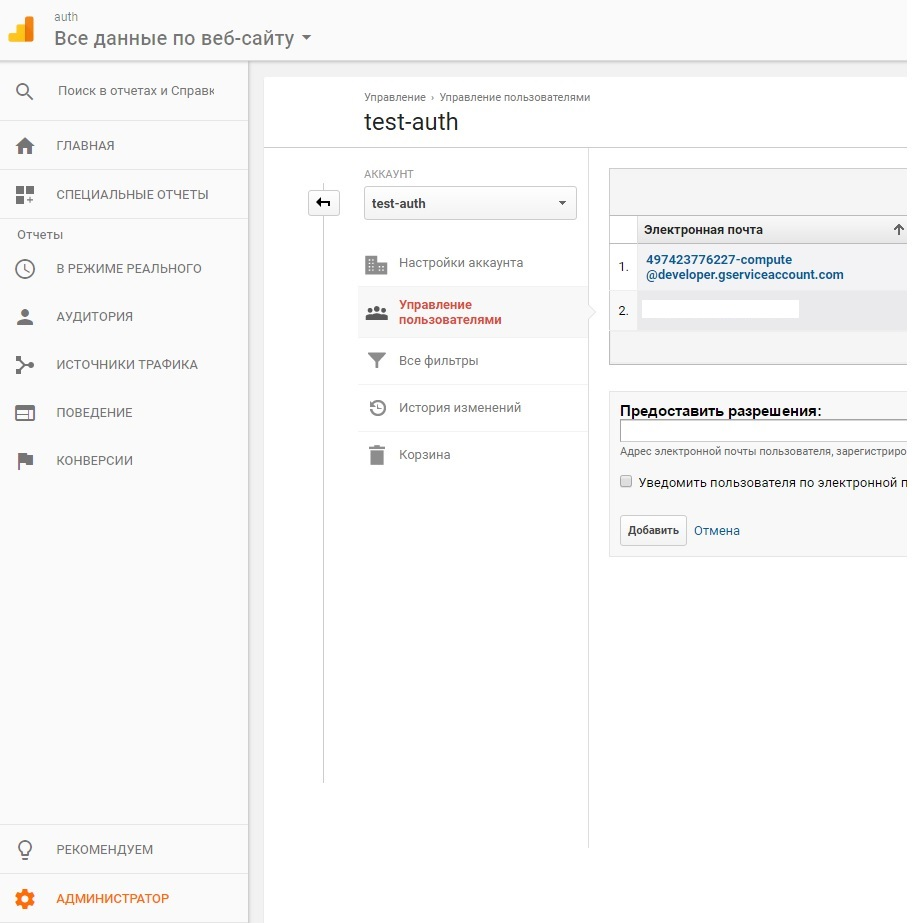 auth
Все данные по веб-сайту
Поиск в отчетах и Справк
ГЛАВНАЯ
СПЕЦИАЛЬНЫЕ ОТЧЕТЫ
Отчеты
В РЕЖИМЕ РЕАЛЬНОГО
АУДИТОРИЯ
ИСТОЧНИКИ ТРАФИКА
ПОВЕДЕНИЕ
КОНВЕРСИИ
РЕКОМЕНДУЕМ
АДМИНИСТРАТОР
Управление › Управление пользователями
test-auth
АККАУНТ
test-auth
Настройки аккаунта
Управление
пользователями
Все фильтры
История изменений
Корзина
Электронная почта
1. 497423776227-compute
@developer.gserviceaccount.com
2.
Предоставить разрешения:
Адрес электронной почты пользователя, зарегистриро
Уведомить пользователя по электронной п
Добавить Отмена